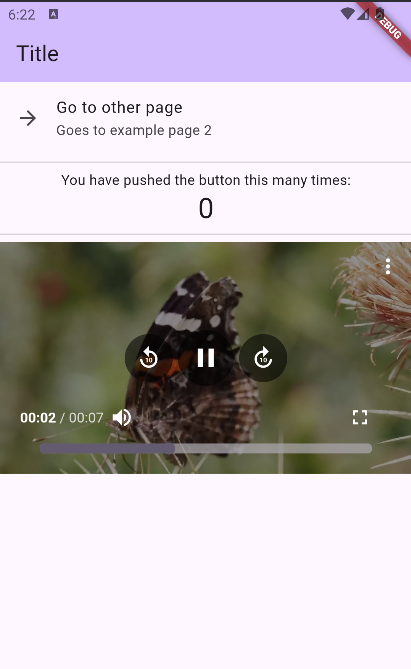 6:22
A
DEBUG
Title
Go to other page
Goes to example page 2
You have pushed the button this many times:
0
10
10
00:02 / 00:07